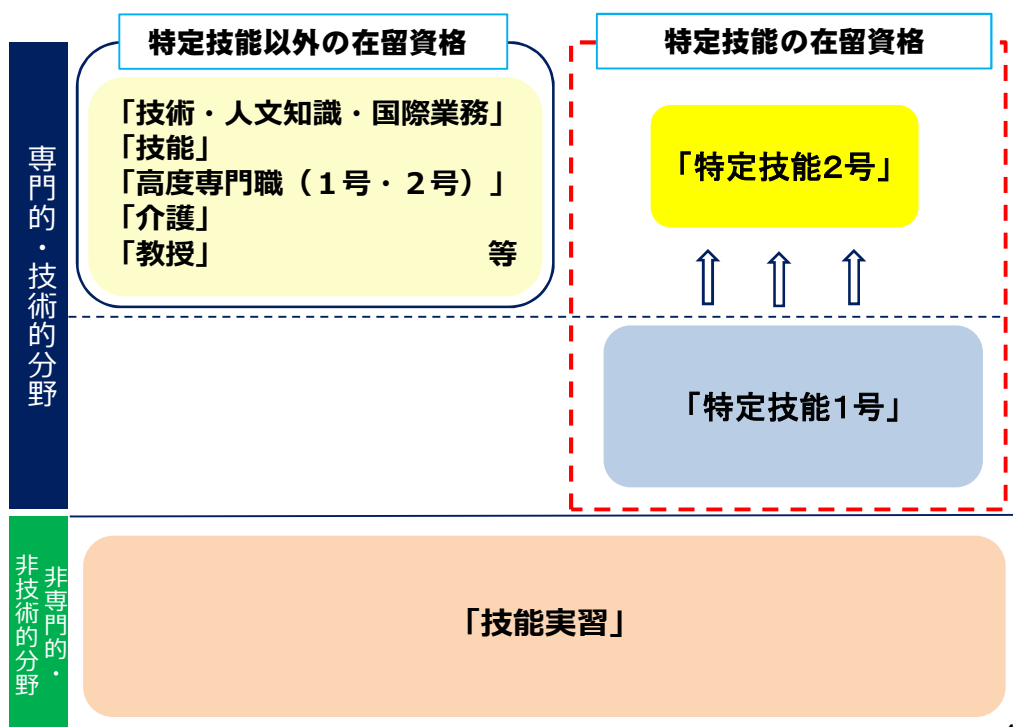 特定技能以外の在留資格
特定技能の在留資格
専門的・技術的分野
「技術・人文知識・国際業務」
「技能」
「高度専門職（１号・２号）」
「介護」
「教授」 等
「特定技能２号」
「特定技能１号」
非専門的・
非技術的分野
「技能実習」